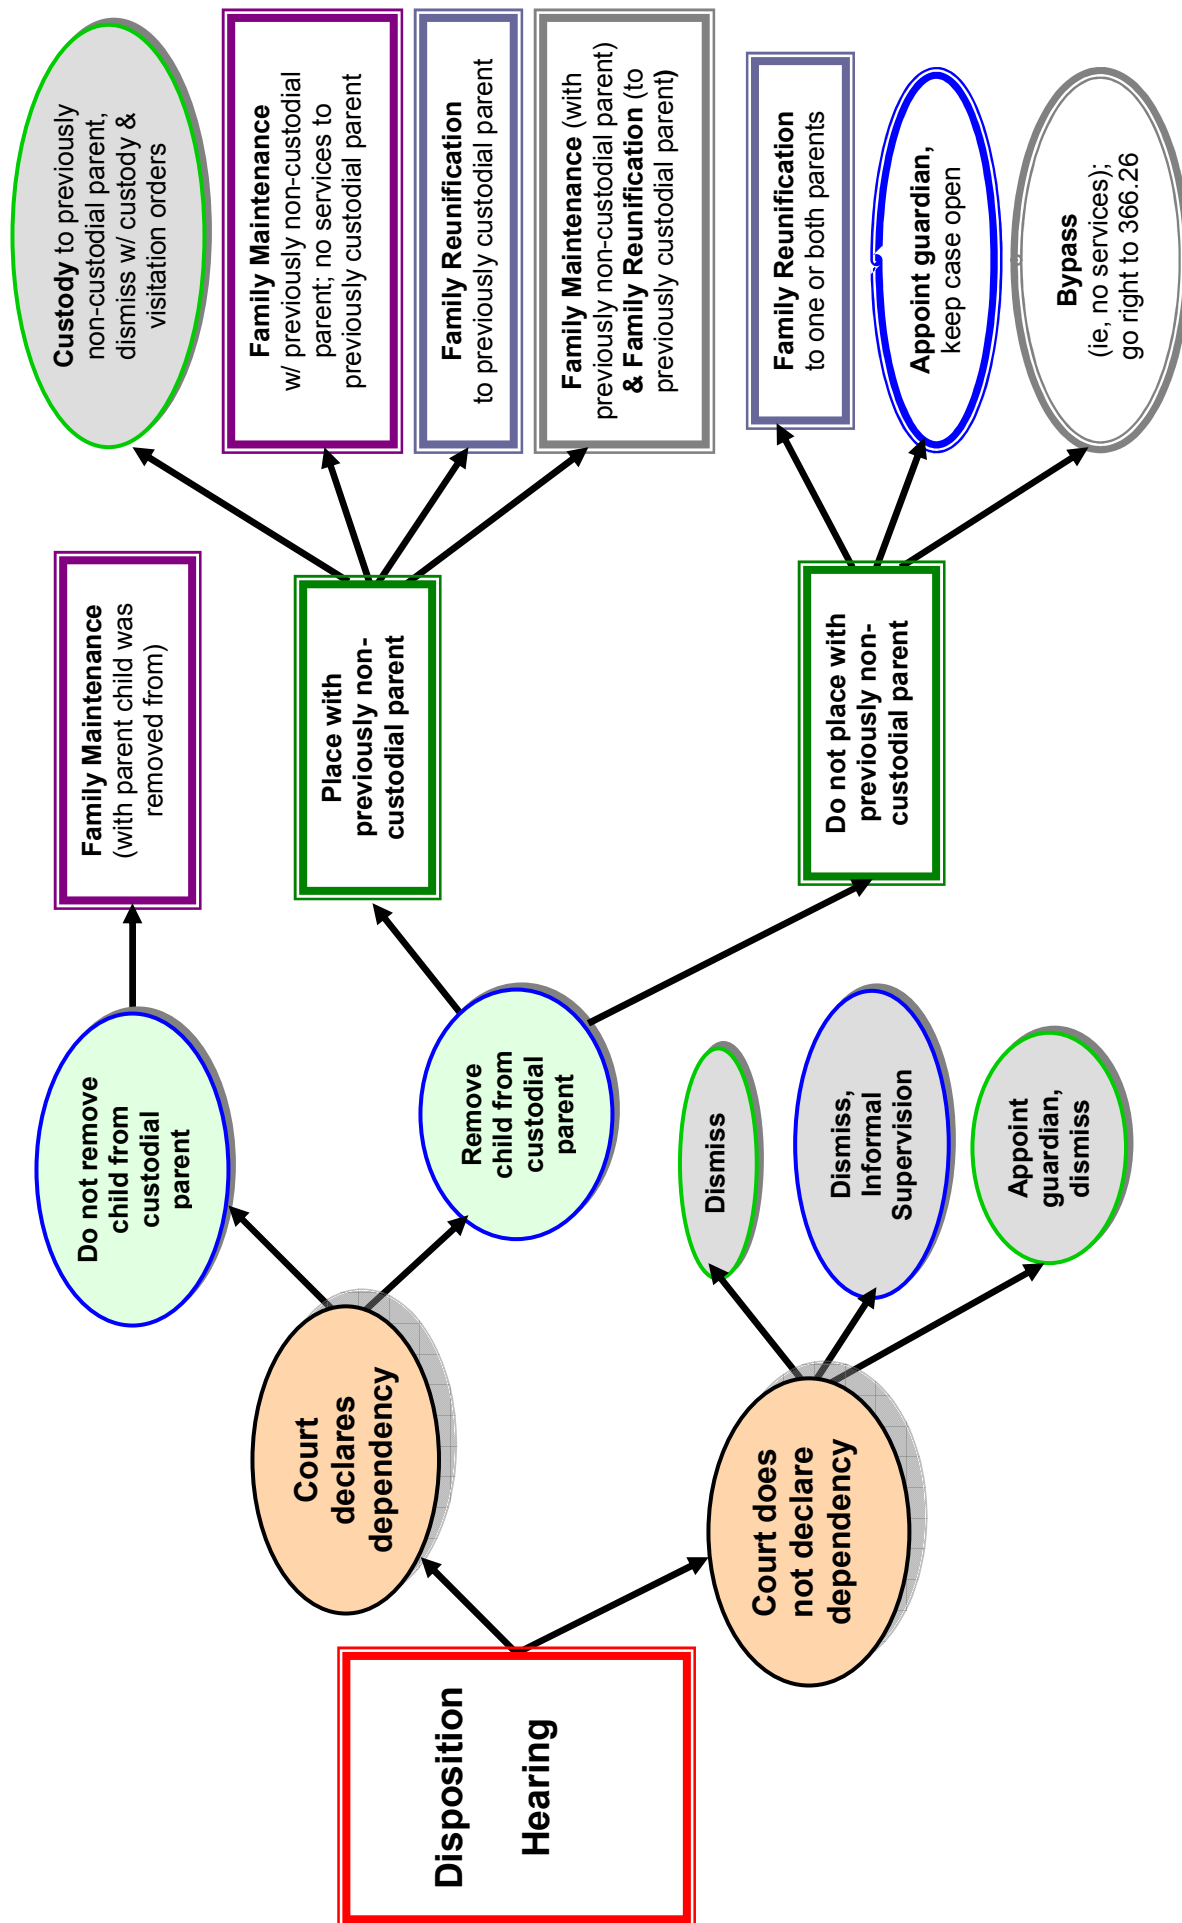 Disposition
Hearing
Court
declares
dependency
Court does
not declare
dependency
Do not remove
child from
custodial
parent
Remove
child from
custodial
parent
Dismiss
Dismiss,
Informal
Supervision
Appoint
guardian,
dismiss
Family Maintenance
(with parent child was
removed from)
Place with
previously non-
custodial parent
Do not place with
previously non-
custodial parent
Custody to previously
non-custodial parent,
dismiss w/ custody &
visitation orders
Family Maintenance
w/ previously non-custodial
parent; no services to
previously custodial parent
Family Reunification
to previously custodial parent
Family Maintenance (with
previously non-custodial parent)
& Family Reunification (to
previously custodial parent)
Family Reunification
to one or both parents
Appoint guardian,
keep case open
Bypass
(ie, no services);
go right to 366.26